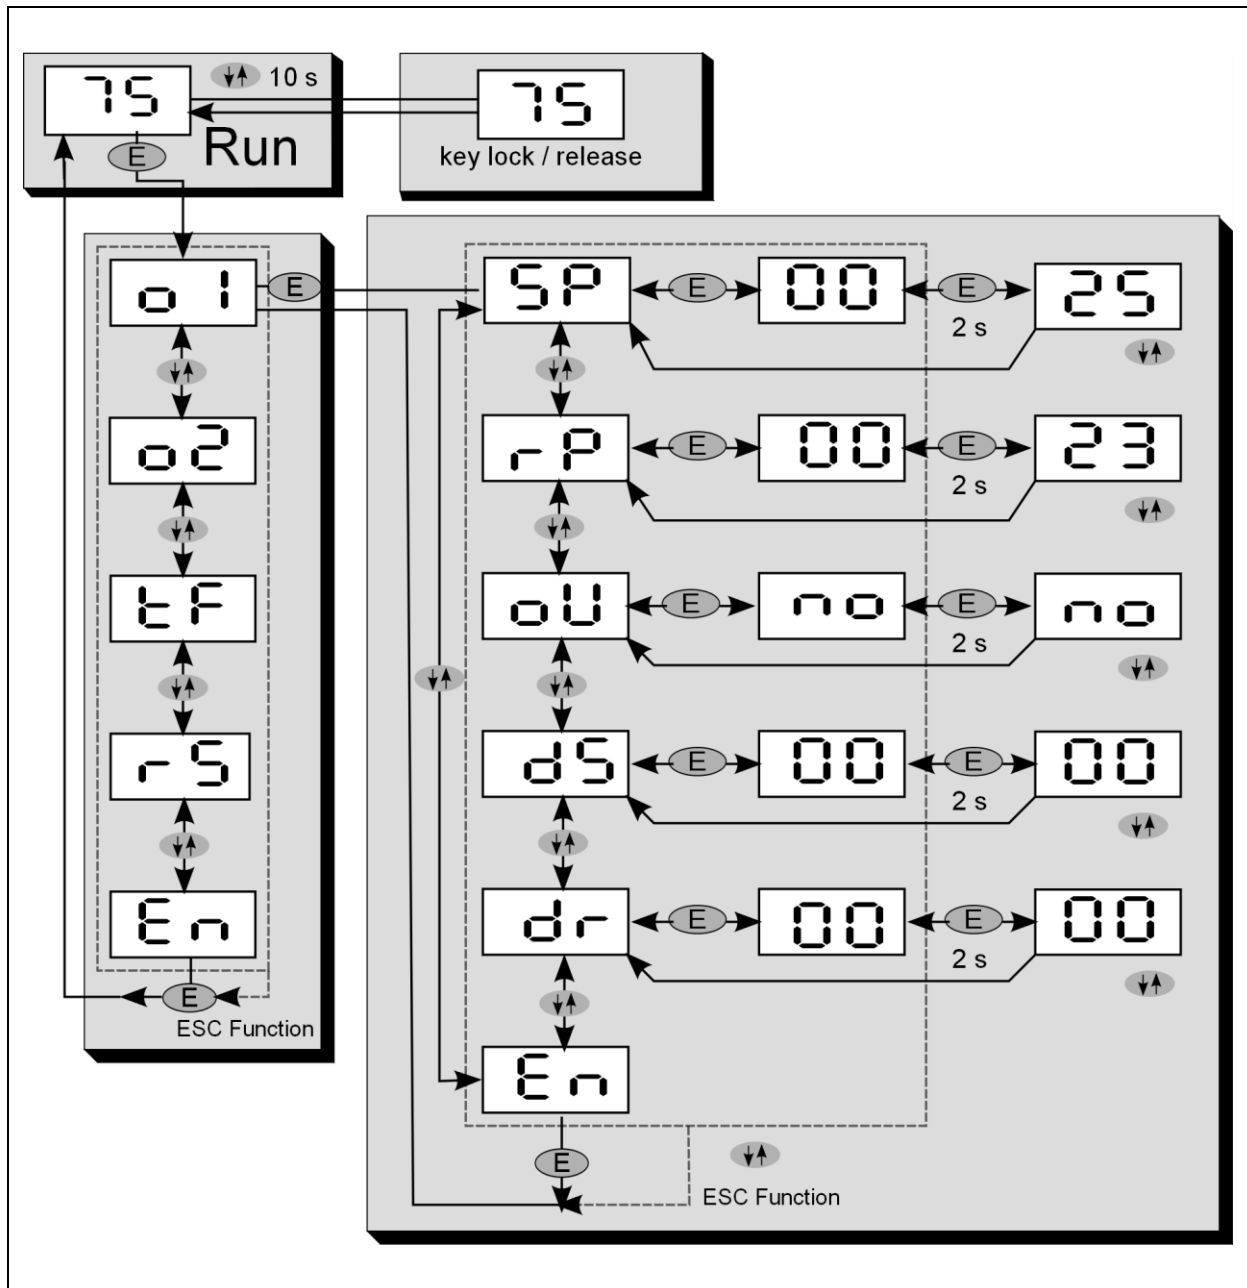 75
10 s
E
Run
75
key lock / release
o1
E
o2
tF
rS
En
E
ESC Function
SP
E
00
E
2 s
25
rP
E
00
E
2 s
23
oU
E
no
E
2 s
no
dS
E
00
E
2 s
00
dr
E
00
E
2 s
00
En
E
ESC Function